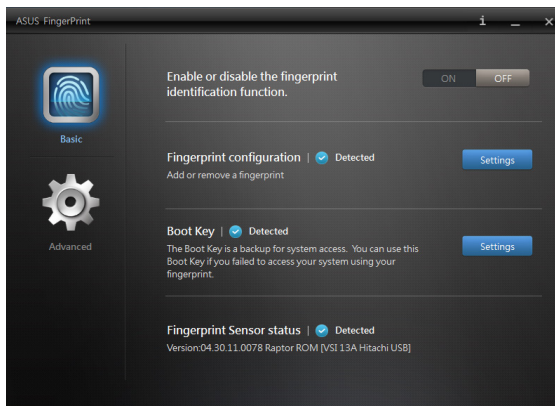 ASUS FingerPrint
i
Basic
Advanced
Enable or disable the fingerprint
identification function.
ON OFF
Fingerprint configuration | Detected
Add or remove a fingerprint
Settings
Boot Key | Detected
The Boot Key is a backup for system access. You can use this
Boot Key if you failed to access your system using your
fingerprint.
Settings
Fingerprint Sensor status | Detected
Version:04.30.11.0078 Raptor ROM [VSI 13A Hitachi USB]